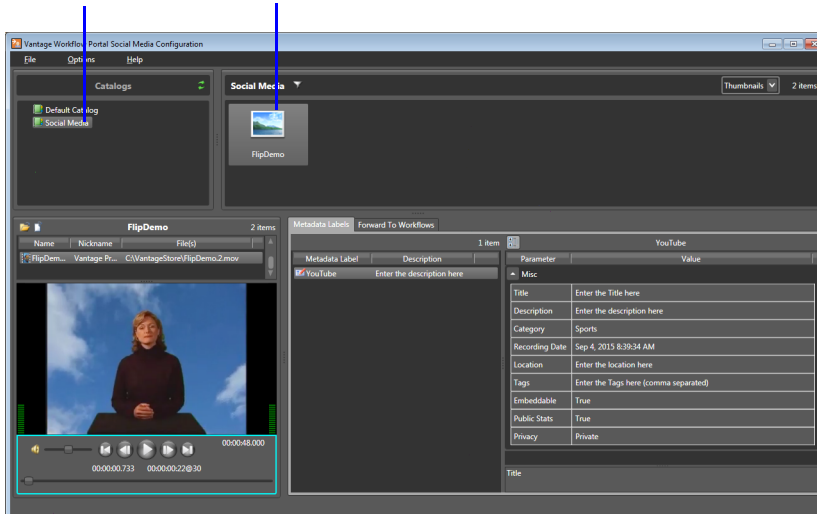 Vantage Workflow Portal Social Media Configuration
File Options Help
Catalogs
Default Catalog
Social Media
Social Media
Thumbnails
2 items
FlipDemo
FlipDemo 2 items
Name Nickname File(s)
FlipDem... Vantage Pr... C:\VantageStore\FlipDemo.2.mov
00:00:48.000
00:00:00.733 00:00:00:22@30
Metadata Labels Forward To Workflows
1 item
Metadata Label Description
YouTube Enter the description here
YouTube
Parameter Value
Misc
Title Enter the Title here
Description Enter the description here
Category Sports
Recording Date Sep 4, 2015 8:39:34 AM
Location Enter the location here
Tags Enter the Tags here (comma separated)
Embeddable True
Public Stats True
Privacy Private
Title